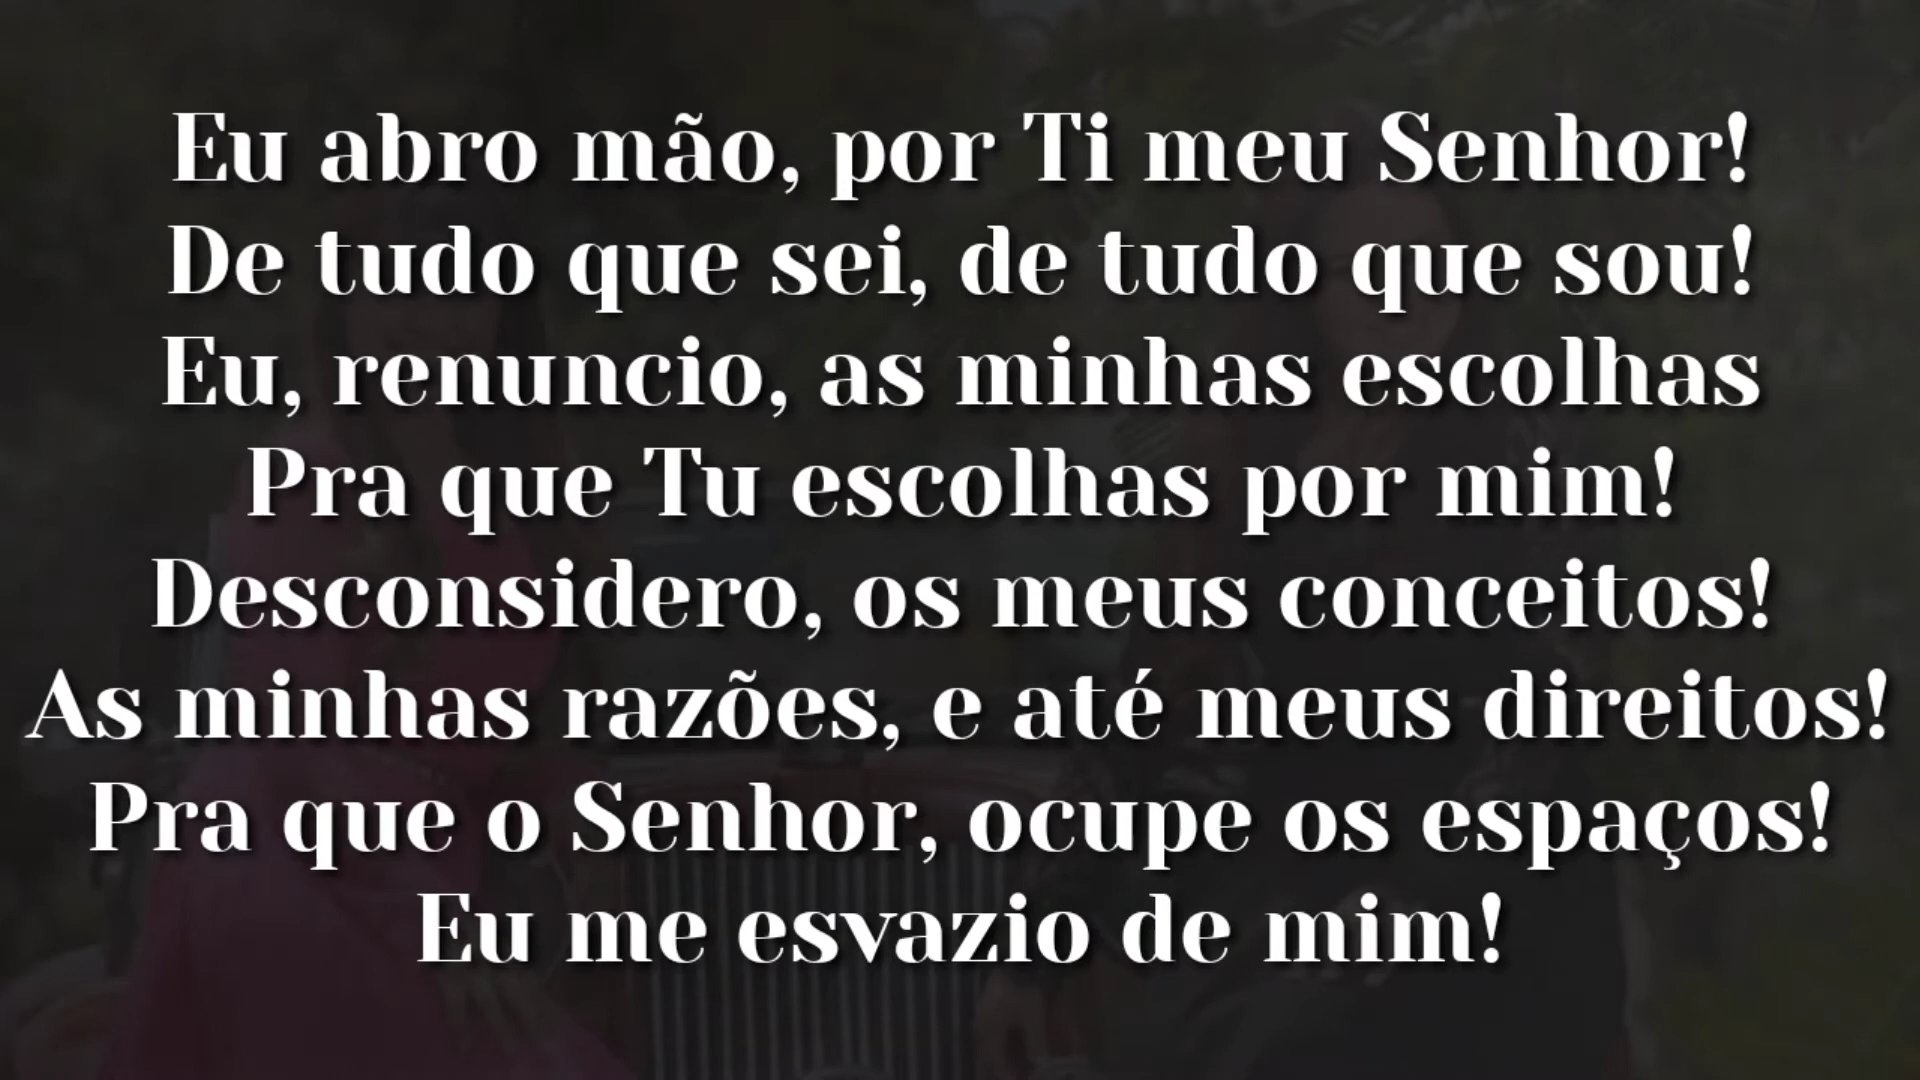 Eu abro mão, por Ti meu Senhor!
De tudo que sei, de tudo que sou!
Eu, renuncio, as minhas escolhas
Pra que Tu escolhas por mim!
Desconsidero, os meus conceitos!
As minhas razões, e até meus direitos!
Pra que o Senhor, ocupe os espaços!
Eu me esvazio de mim!